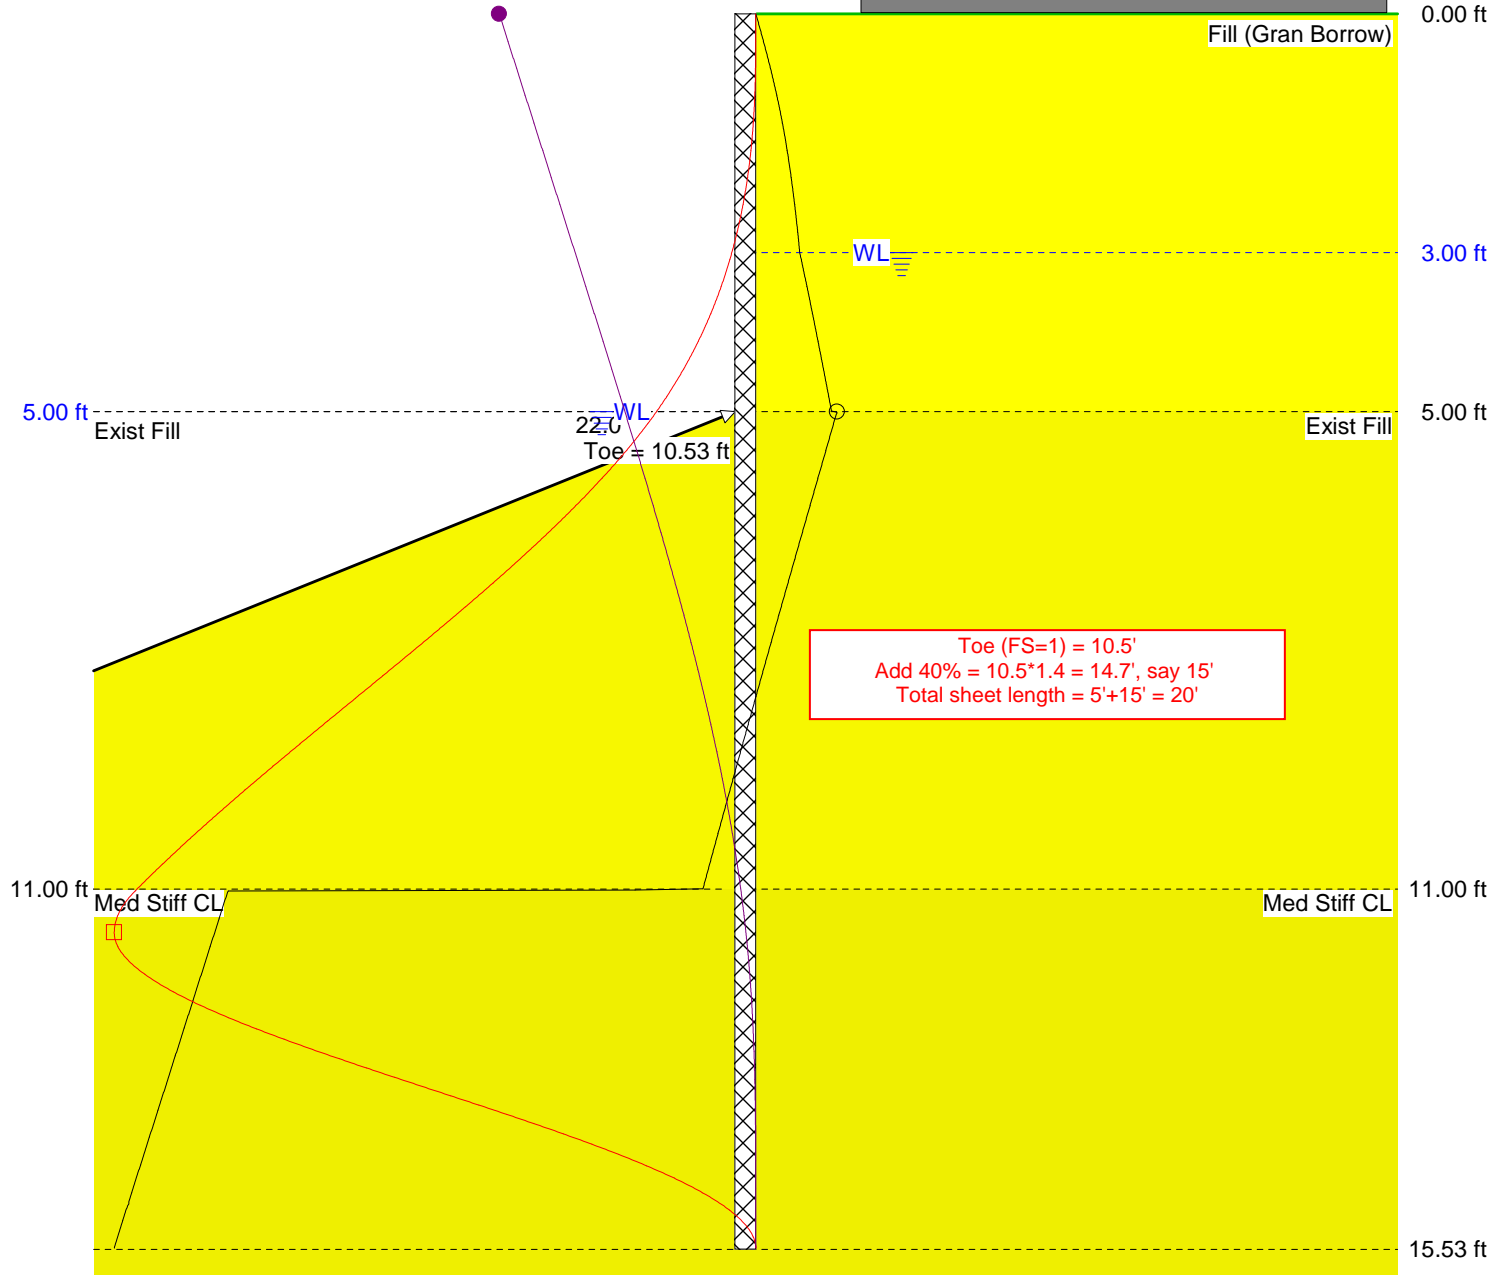 0.00 ft
Fill (Gran Borrow)
WL
3.00 ft
5.00 ft
WL
5.00 ft
Exist Fill
Exist Fill
Toe = 10.53 ft
Toe (FS=1) = 10.5'
Add 40% = 10.5*1.4 = 14.7', say 15'
Total sheet length = 5'+15' = 20'
11.00 ft
11.00 ft
Med Stiff CL
Med Stiff CL
15.53 ft